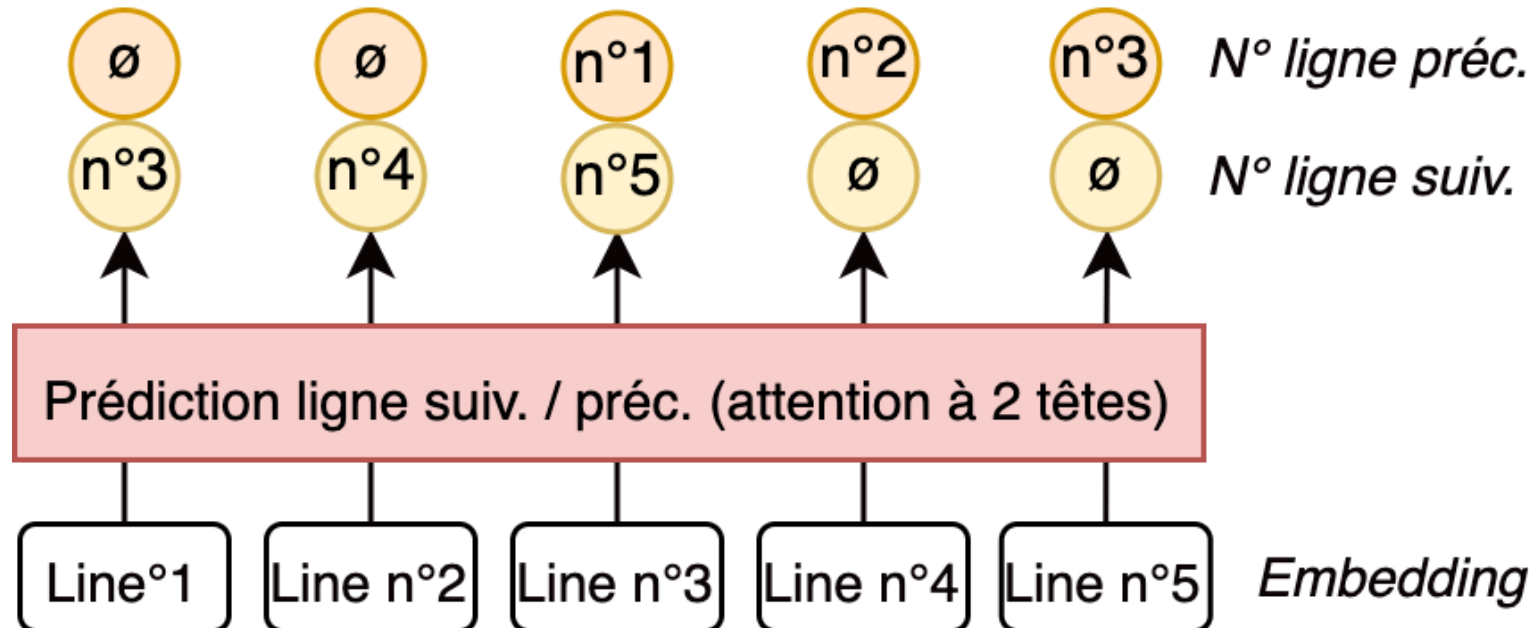 ø ø n°1 n°2 n°3 N° ligne préc.
n°3 n°4 n°5 ø ø N° ligne suiv.
Prédiction ligne suiv. / préc. (attention à 2 têtes)
Line°1 Line n°2 Line n°3 Line n°4 Line n°5 Embedding